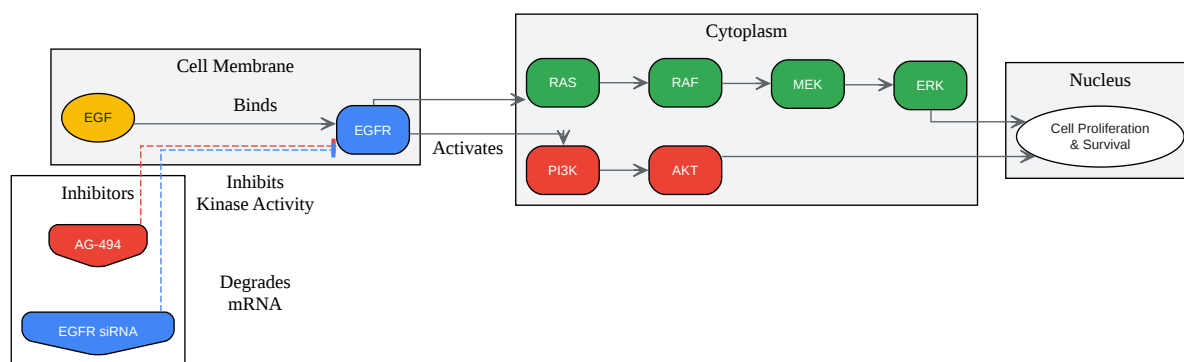 Cytoplasm
Cell Membrane
Nucleus
RAS
RAF
MEK
ERK
EGF
Binds
EGFR
Activates
Cell Proliferation
& Survival
PI3K
AKT
Inhibitors
Inhibits
Kinase Activity
AG-494
Degrades
mRNA
EGFR siRNA